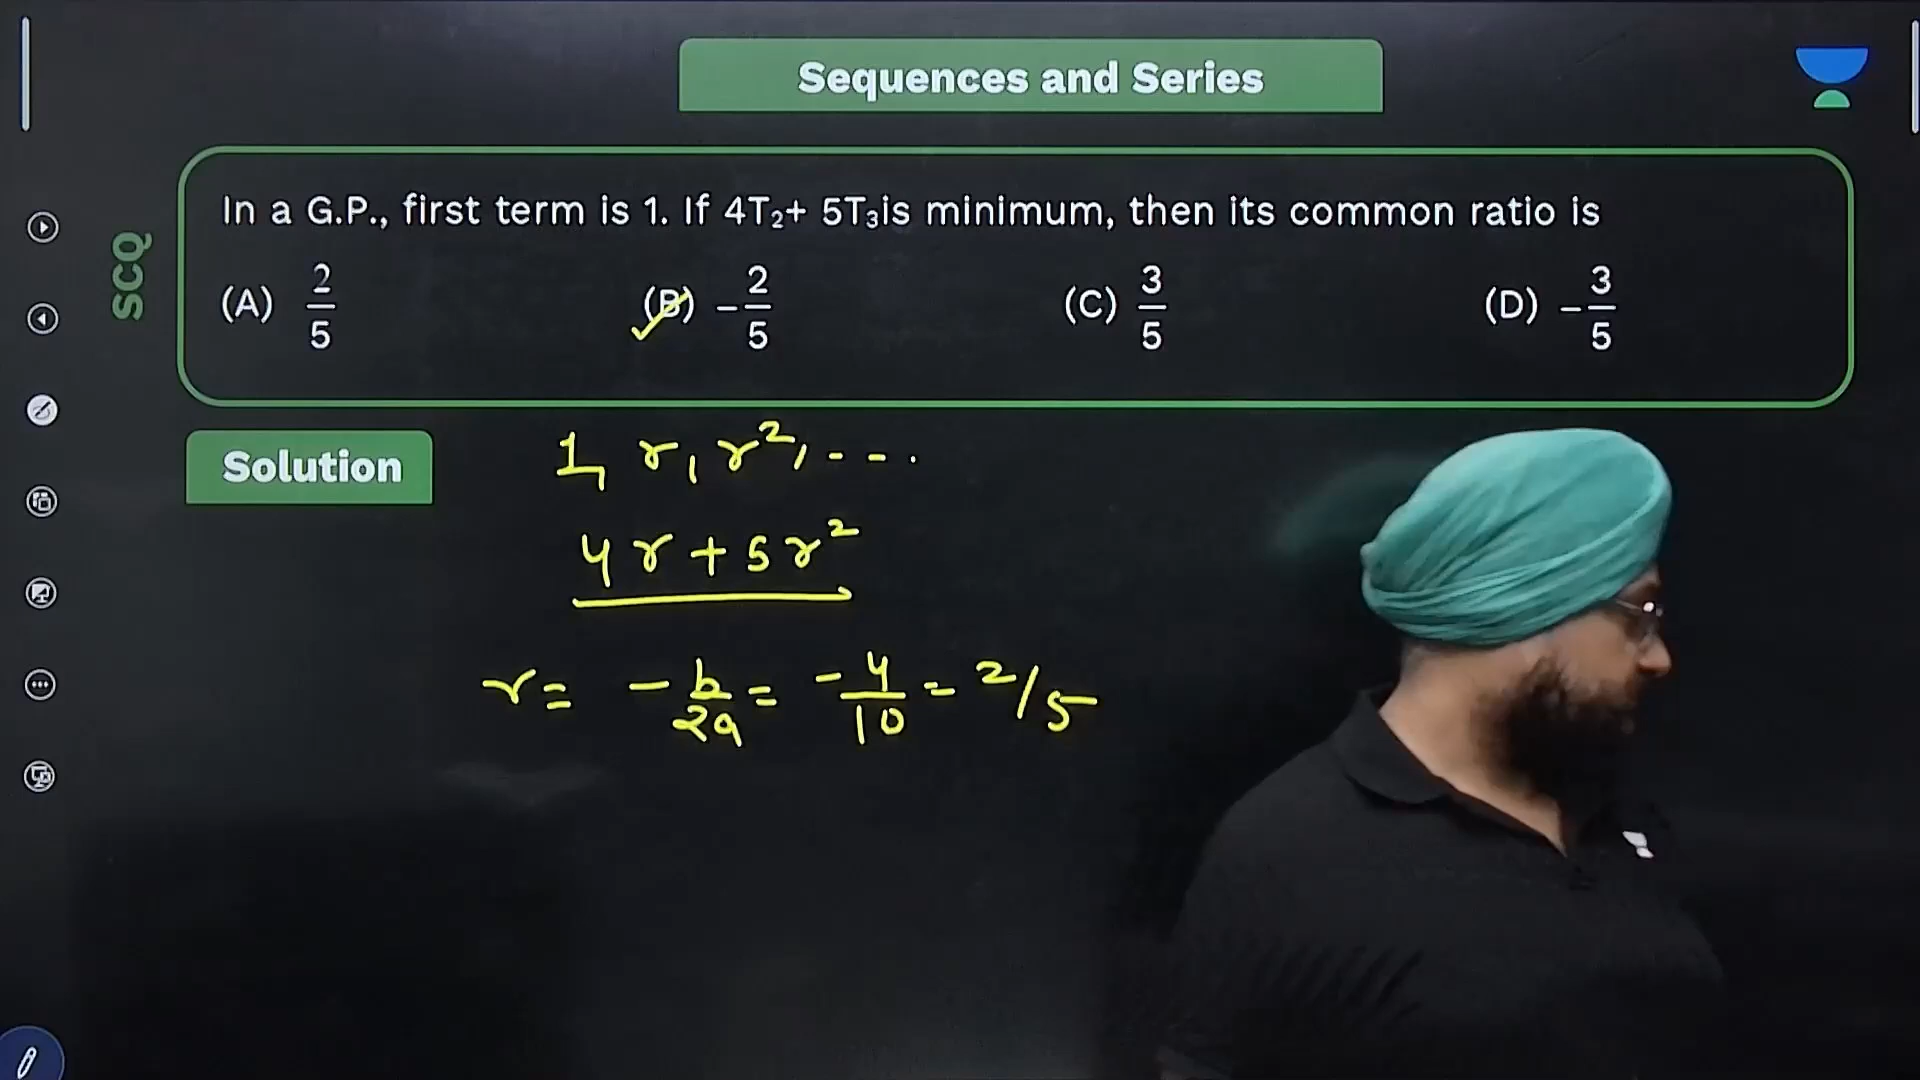 Sequences and Series
SCQ
In a G.P., first term is 1. If 4T₂+ 5T₃is minimum, then its common ratio is
(A) 2/5 (B) -2/5 (C) 3/5 (D) -3/5
Solution
1, r, r², - - .
4r + 5r²
r = -b/2a = -4/10 = 2/5